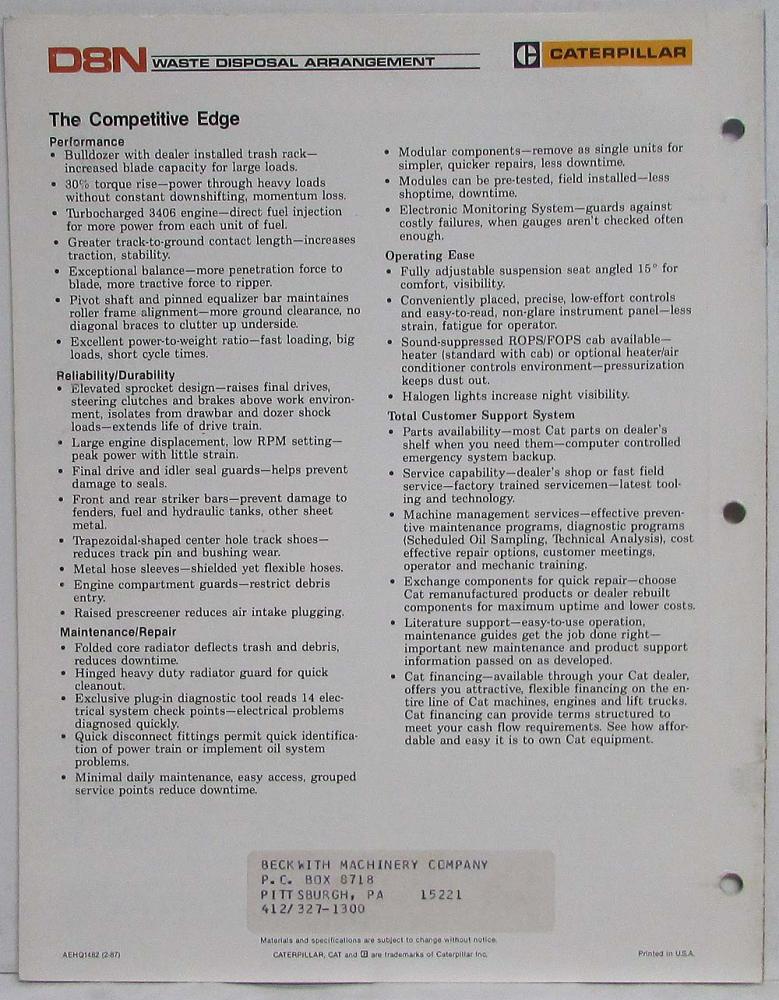 D8N WASTE DISPOSAL ARRANGEMENT
CATERPILLAR
The Competitive Edge
Performance
• Bulldozer with dealer installed trash rack—
increased blade capacity for large loads.
• 30% torque rise—power through heavy loads
without constant downshifting, momentum loss.
• Turbocharged 3406 engine—direct fuel injection
for more power from each unit of fuel.
• Greater track-to-ground contact length—increases
traction, stability.
• Exceptional balance—more penetration force to
blade, more tractive force to ripper.
• Pivot shaft and pinned equalizer bar maintaines
roller frame alignment—more ground clearance, no
diagonal braces to clutter up underside.
• Excellent power-to-weight ratio—fast loading, big
loads, short cycle times.
Reliability/Durability
• Elevated sprocket design—raises final drives,
steering clutches and brakes above work environ-
ment, isolates from drawbar and dozer shock
loads—extends life of drive train.
• Large engine displacement, low RPM setting—
peak power with little strain.
• Final drive and idler seal guards—helps prevent
damage to seals.
• Front and rear striker bars—prevent damage to
fenders, fuel and hydraulic tanks, other sheet
metal.
• Trapezoidal-shaped center hole track shoes—
reduces track pin and bushing wear.
• Metal hose sleeves—shielded yet flexible hoses.
• Engine compartment guards—restrict debris
entry.
• Raised prescreener reduces air intake plugging.
Maintenance/Repair
• Folded core radiator deflects trash and debris,
reduces downtime.
• Hinged heavy duty radiator guard for quick
cleanout.
• Exclusive plug-in diagnostic tool reads 14 elec-
trical system check points—electrical problems
diagnosed quickly.
• Quick disconnect fittings permit quick identifica-
tion of power train or implement oil system
problems.
• Minimal daily maintenance, easy access, grouped
service points reduce downtime.
• Modular components—remove as single units for
simpler, quicker repairs, less downtime.
• Modules can be pre-tested, field installed—less
shoptime, downtime.
• Electronic Monitoring System—guards against
costly failures, when gauges aren't checked often
enough.
Operating Ease
• Fully adjustable suspension seat angled 15° for
comfort, visibility.
• Conveniently placed, precise, low-effort controls
and easy-to-read, non-glare instrument panel—less
strain, fatigue for operator.
• Sound-suppressed ROPS/FOPS cab available—
heater (standard with cab) or optional heater/air
conditioner controls environment—pressurization
keeps dust out.
• Halogen lights increase night visibility.
Total Customer Support System
• Parts availability—most Cat parts on dealer's
shelf when you need them—computer controlled
emergency system backup.
• Service capability—dealer's shop or fast field
service—factory trained servicemen—latest tool-
ing and technology.
• Machine management services—effective preven-
tive maintenance programs, diagnostic programs
(Scheduled Oil Sampling, Technical Analysis), cost
effective repair options, customer meetings,
operator and mechanic training.
• Exchange components for quick repair—choose
Cat remanufactured products or dealer rebuilt
components for maximum uptime and lower costs.
• Literature support—easy-to-use operation,
maintenance guides get the job done right—
important new maintenance and product support
information passed on as developed.
• Cat financing—available through your Cat dealer,
offers you attractive, flexible financing on the en-
tire line of Cat machines, engines and lift trucks.
Cat financing can provide terms structured to
meet your cash flow requirements. See how affor-
dable and easy it is to own Cat equipment.
BECKWITH MACHINERY COMPANY
P.O. BOX 8718
PITTSBURGH, PA 15221
412/327-1300
Materials and specifications are subject to change without notice.
AEHQ1482 (2-87)
CATERPILLAR, CAT and C are trademarks of Caterpillar Inc.
Printed in U.S.A.